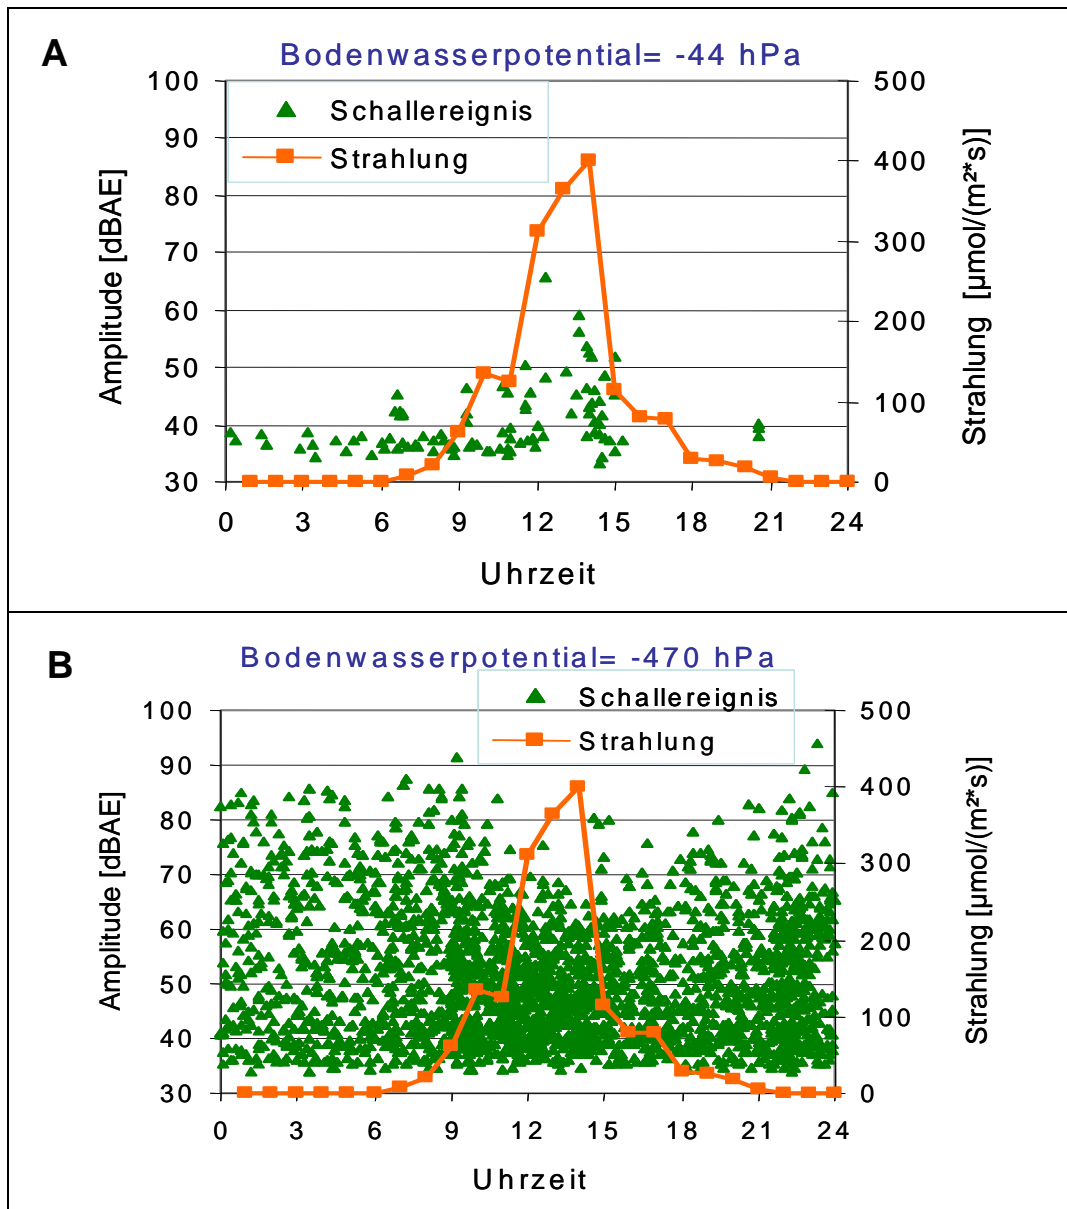 A
Bodenwasserpotential= -44 hPa
Schallereignis
Strahlung
100
90
80
70
60
50
40
30
Amplitude [dBAE]
500
400
300
200
100
0
Strahlung [µmol/(m²*s)]
0 3 6 9 12 15 18 21 24
Uhrzeit
B
Bodenwasserpotential= -470 hPa
Schallereignis
Strahlung
100
90
80
70
60
50
40
30
Amplitude [dBAE]
500
400
300
200
100
0
Strahlung [µmol/(m²*s)]
0 3 6 9 12 15 18 21 24
Uhrzeit